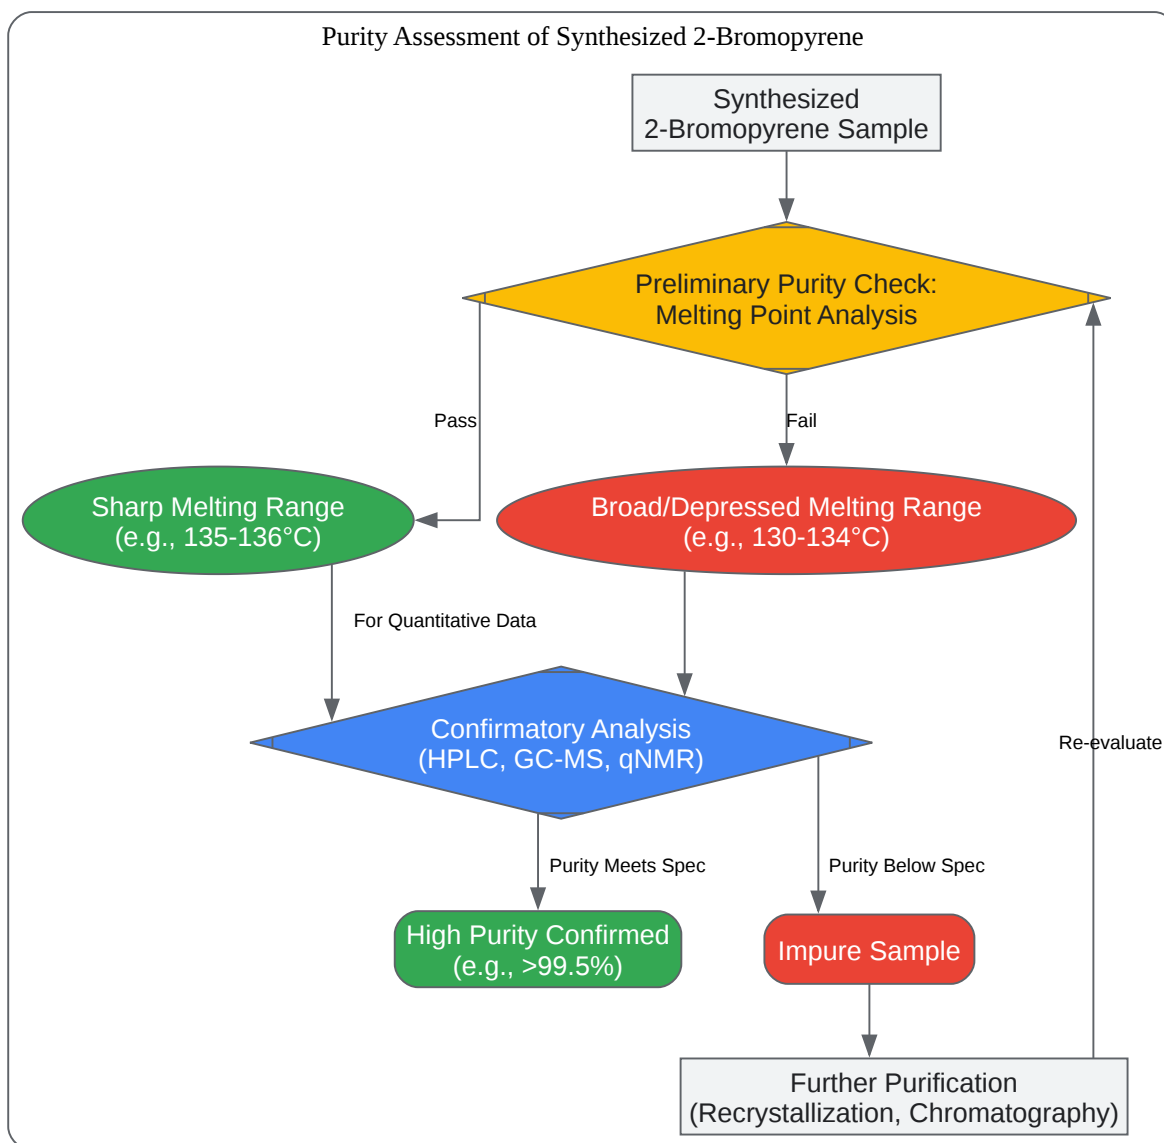 Purity Assessment of Synthesized 2-Bromopyrene
Synthesized
2-Bromopyrene Sample
Preliminary Purity Check:
Melting Point Analysis
Pass
Fail
Sharp Melting Range
(e.g., 135-136°C)
Broad/Depressed Melting Range
(e.g., 130-134°C)
For Quantitative Data
Confirmatory Analysis
(HPLC, GC-MS, qNMR)
Re-evaluate
Purity Meets Spec
Purity Below Spec
High Purity Confirmed
(e.g., >99.5%)
Impure Sample
Further Purification
(Recrystallization, Chromatography)